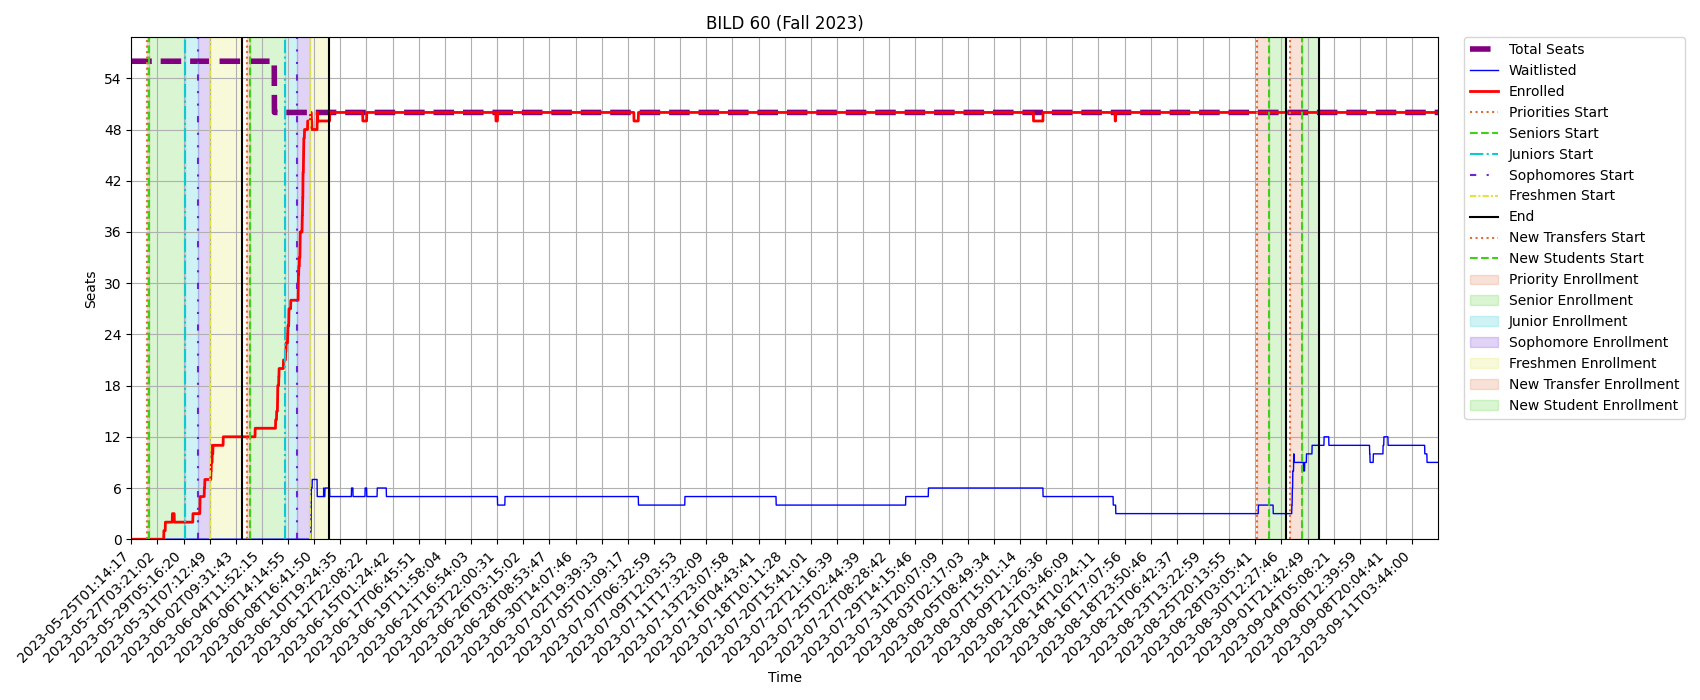 BILD 60 (Fall 2023)
Seats
54
48
42
36
30
24
18
12
6
0
2023-05-25T01:14:17
2023-05-27T03:21:02
2023-05-29T05:16:20
2023-05-31T07:12:49
2023-06-02T09:31:43
2023-06-04T11:52:15
2023-06-06T14:14:55
2023-06-08T16:41:50
2023-06-10T19:24:35
2023-06-12T22:08:22
2023-06-15T01:24:42
2023-06-17T06:45:51
2023-06-19T11:58:04
2023-06-21T16:54:03
2023-06-23T22:00:31
2023-06-26T03:15:02
2023-06-28T08:53:47
2023-06-30T14:07:46
2023-07-02T19:39:33
2023-07-05T01:09:17
2023-07-07T06:32:59
2023-07-09T12:03:53
2023-07-11T17:32:09
2023-07-13T23:07:58
2023-07-16T04:43:41
2023-07-18T10:11:28
2023-07-20T15:41:01
2023-07-22T21:16:39
2023-07-25T02:44:39
2023-07-27T08:28:42
2023-07-29T14:15:46
2023-07-31T20:07:09
2023-08-03T02:17:03
2023-08-05T08:49:34
2023-08-07T15:01:14
2023-08-09T21:26:36
2023-08-12T03:46:09
2023-08-14T10:24:11
2023-08-16T17:07:56
2023-08-18T23:50:46
2023-08-21T06:42:37
2023-08-23T13:22:59
2023-08-25T20:13:55
2023-08-28T03:05:41
2023-08-30T12:27:46
2023-09-01T21:42:49
2023-09-04T05:08:21
2023-09-06T12:39:59
2023-09-08T20:04:41
2023-09-11T03:44:00
Time
Total Seats
Waitlisted
Enrolled
Priorities Start
Seniors Start
Juniors Start
Sophomores Start
Freshmen Start
End
New Transfers Start
New Students Start
Priority Enrollment
Senior Enrollment
Junior Enrollment
Sophomore Enrollment
Freshmen Enrollment
New Transfer Enrollment
New Student Enrollment